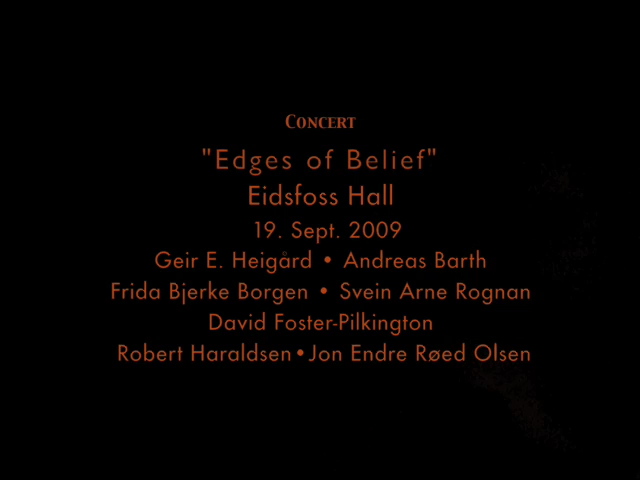 CONCERT
"Edges of Belief"
Eidsfoss Hall
19. Sept. 2009
Geir E. Heigård • Andreas Barth
Frida Bjerke Borgen • Svein Arne Rognan
David Foster-Pilkington
Robert Haraldsen•Jon Endre Røed Olsen